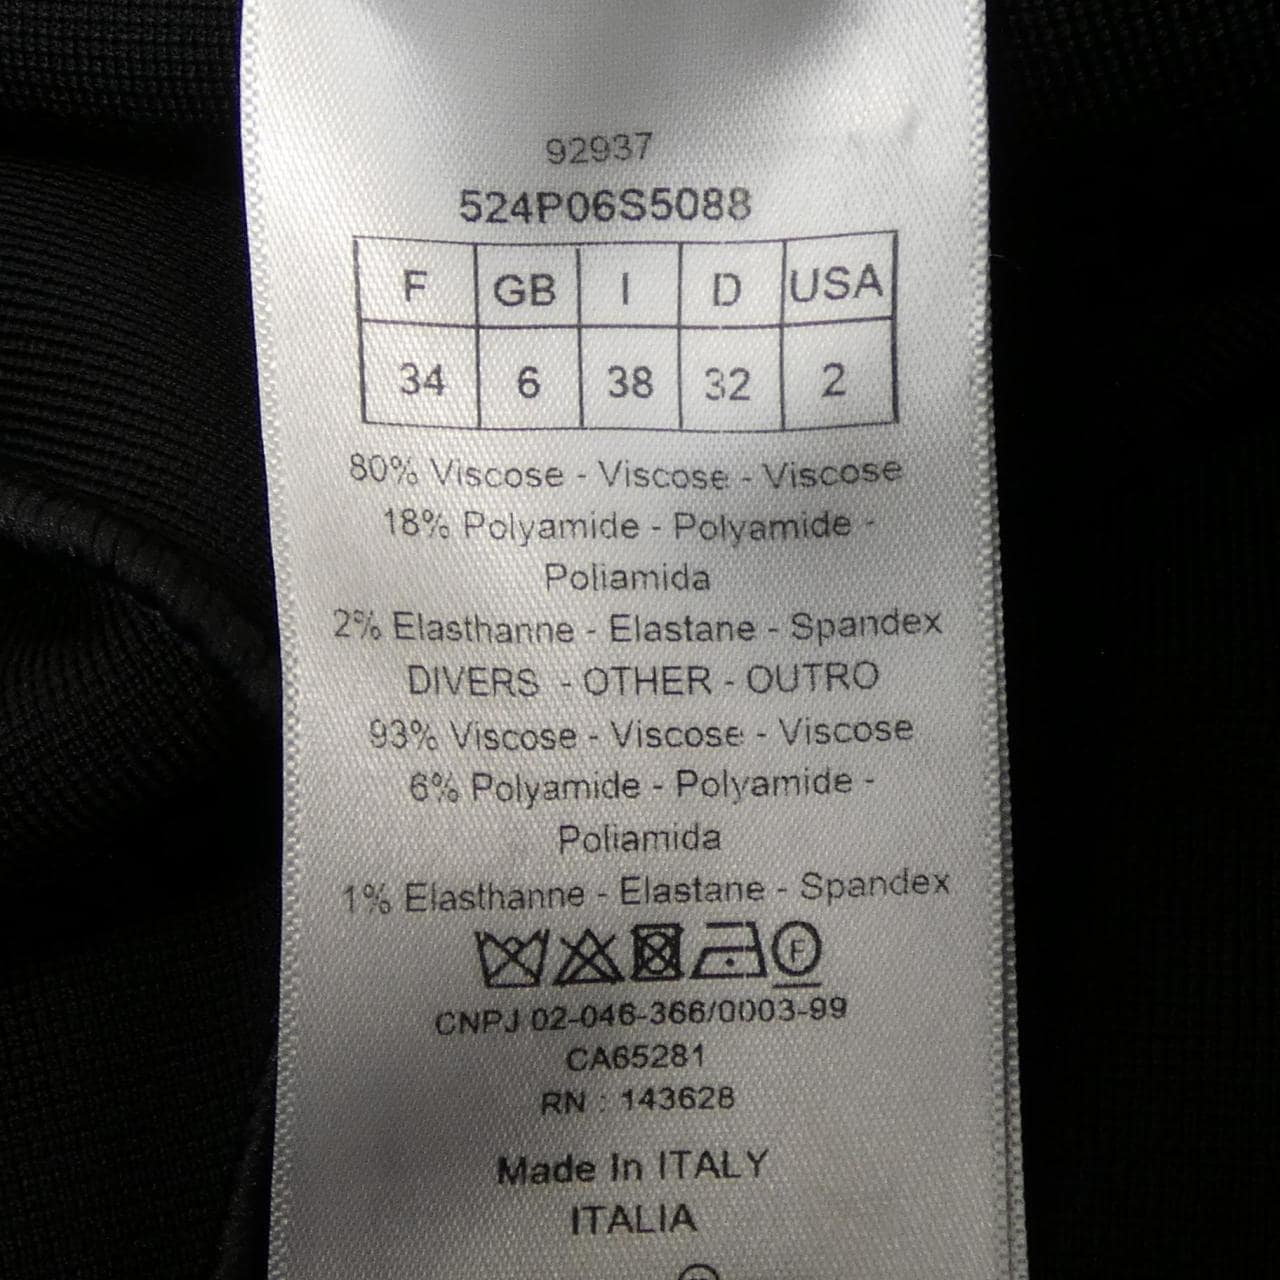 92937
524P06S5088
F GB I D USA
34 6 38 32 2
80% Viscose - Viscose - Viscose
18% Polyamide - Polyamide -
Poliamida
2% Elasthanne - Elastane - Spandex
DIVERS - OTHER - OUTRO
93% Viscose - Viscose - Viscose
6% Polyamide - Polyamide -
Poliamida
1% Elasthanne - Elastane - Spandex
F
CNPJ 02-046-366/0003-99
CA65281
RN : 143628
Made In ITALY
ITALIA